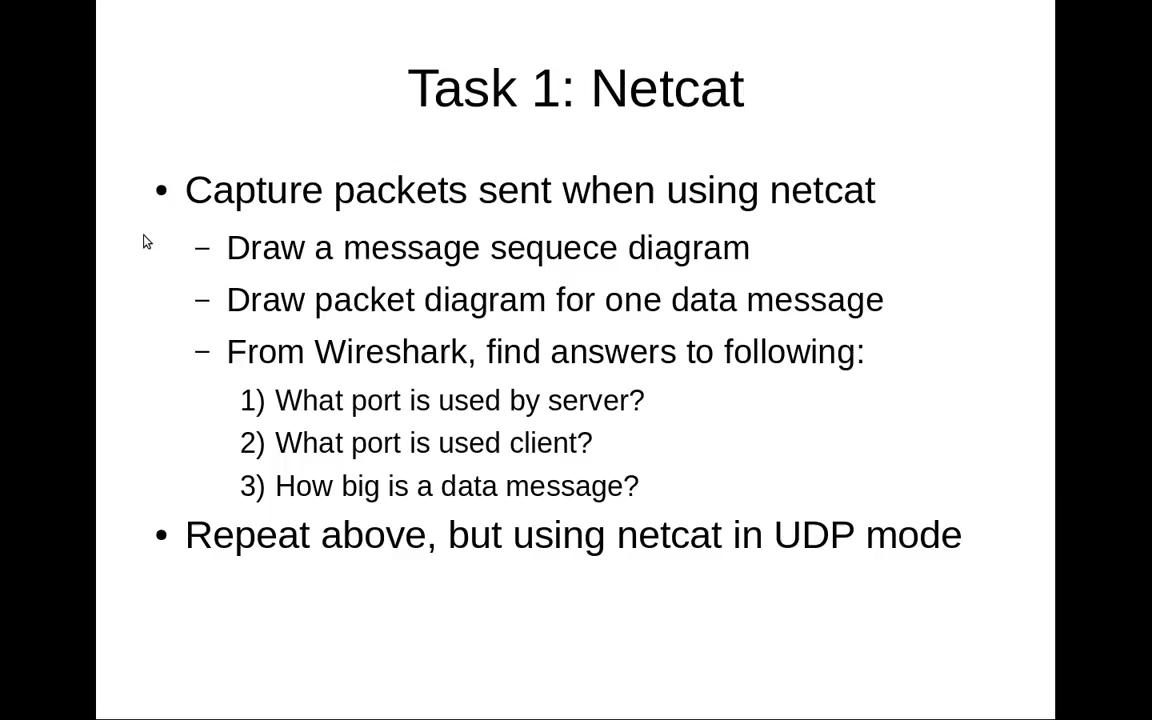 Task 1: Netcat
• Capture packets sent when using netcat
– Draw a message sequece diagram
– Draw packet diagram for one data message
– From Wireshark, find answers to following:
1) What port is used by server?
2) What port is used client?
3) How big is a data message?
• Repeat above, but using netcat in UDP mode